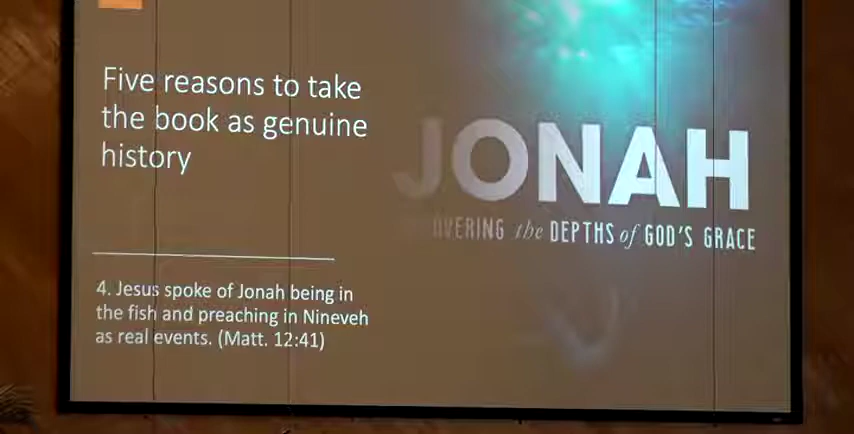 Five reasons to take
the book as genuine
history
4. Jesus spoke of Jonah being in
the fish and preaching in Nineveh
as real events. (Matt. 12:41)
JONAH
the DEPTHS of GOD'S GRACE